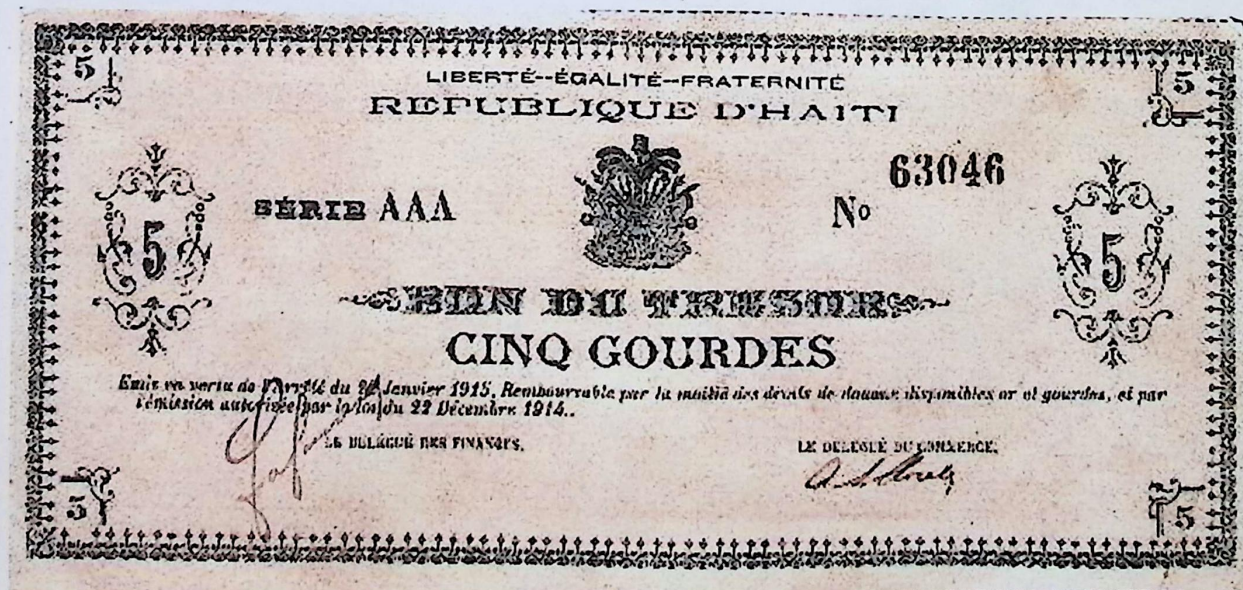 5
5
LIBERTÉ--ÉGALITÉ--FRATERNITÉ
REPUBLIQUE D'HAITI
63046
SÉRIE AAA
No
5
5
BON DU TRESOR
CINQ GOURDES
Emis en vertu de l'Arrêté du Janvier 1915, Remboursable par la moitié des droits de douane disponibles or et gourdes, et par
l'émission autorisée par la loi du 22 Décembre 1914..
LE DÉLÉGUÉ DES FINANCES,
LE DELEGUÉ DU COMMERCE,
5
5